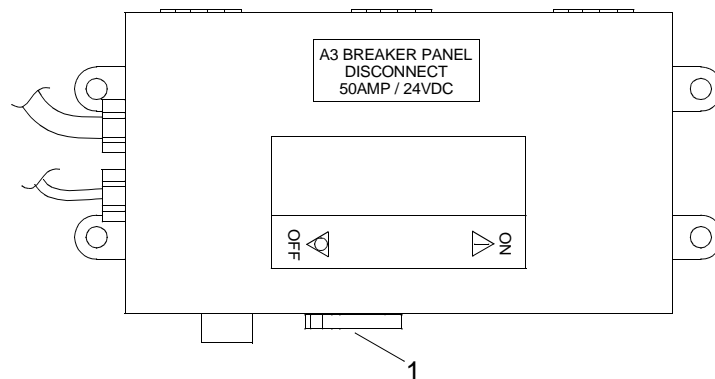 A3 BREAKER PANEL
DISCONNECT
50AMP / 24VDC
OFF
ON
1